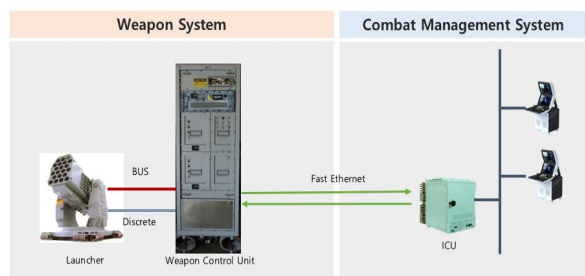 Weapon System
Combat Management System
BUS
Fast Ethernet
Discrete
ICU
Launcher
Weapon Control Unit